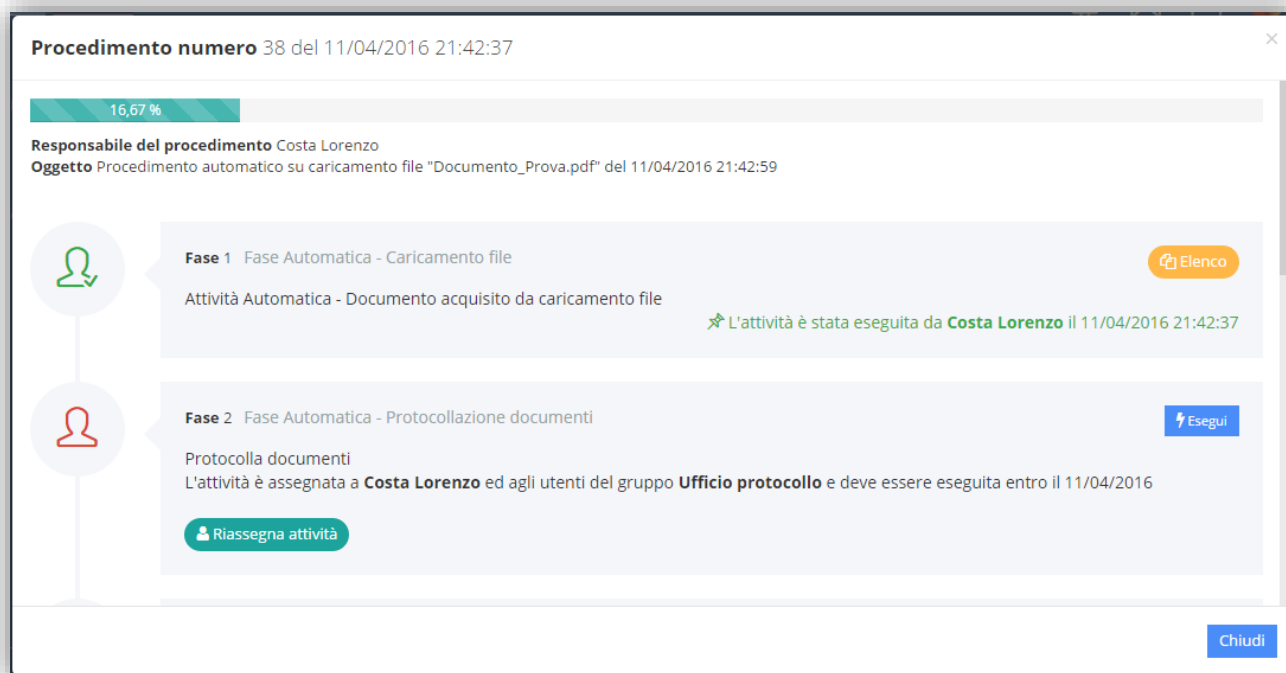 Procedimento numero 38 del 11/04/2016 21:42:37
×
16,67 %
Responsabile del procedimento Costa Lorenzo
Oggetto Procedimento automatico su caricamento file "Documento_Prova.pdf" del 11/04/2016 21:42:59
Fase 1 Fase Automatica - Caricamento file
Elenco
Attività Automatica - Documento acquisito da caricamento file
L'attività è stata eseguita da Costa Lorenzo il 11/04/2016 21:42:37
Fase 2 Fase Automatica - Protocollazione documenti
Esegui
Protocolla documenti
L'attività è assegnata a Costa Lorenzo ed agli utenti del gruppo Ufficio protocollo e deve essere eseguita entro il 11/04/2016
Riassegna attività
Chiudi